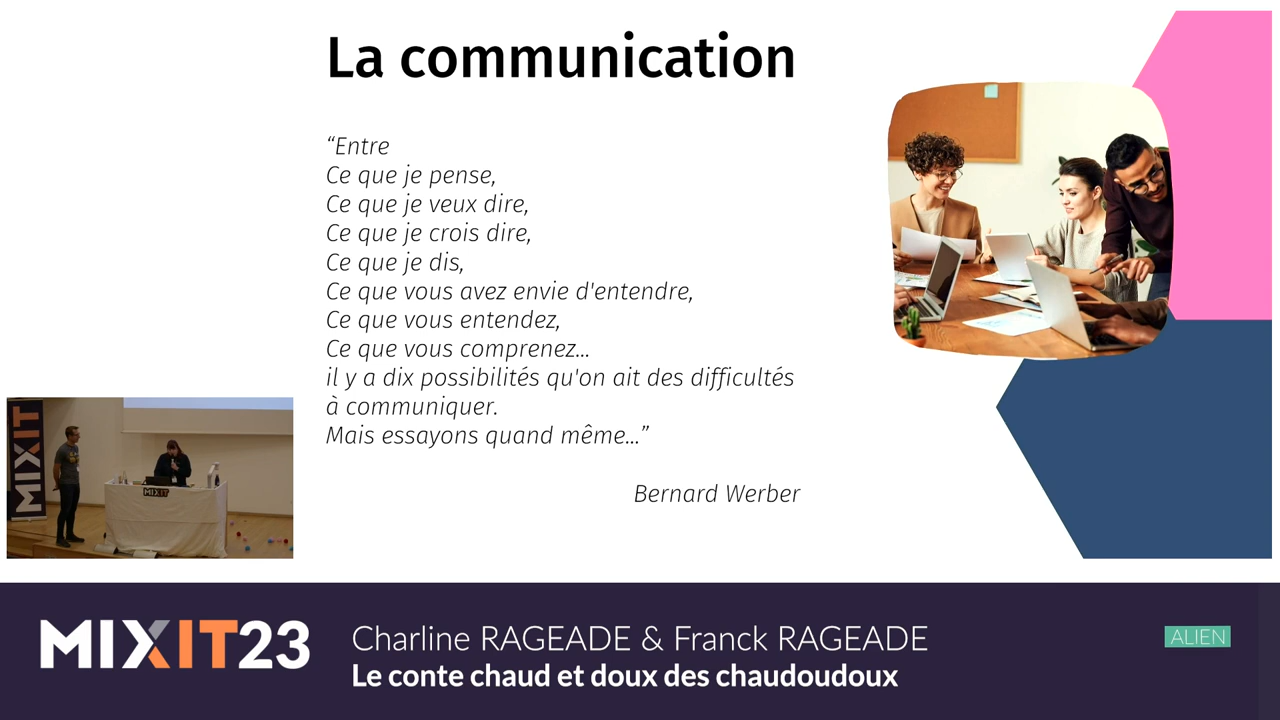 La communication
“Entre
Ce que je pense,
Ce que je veux dire,
Ce que je crois dire,
Ce que je dis,
Ce que vous avez envie d'entendre,
Ce que vous entendez,
Ce que vous comprenez...
il y a dix possibilités qu'on ait des difficultés
à communiquer.
Mais essayons quand même...”
Bernard Werber
MIXIT
MIXIT
MIXIT23
Charline RAGEADE & Franck RAGEADE
ALIEN
Le conte chaud et doux des chaudoudoux